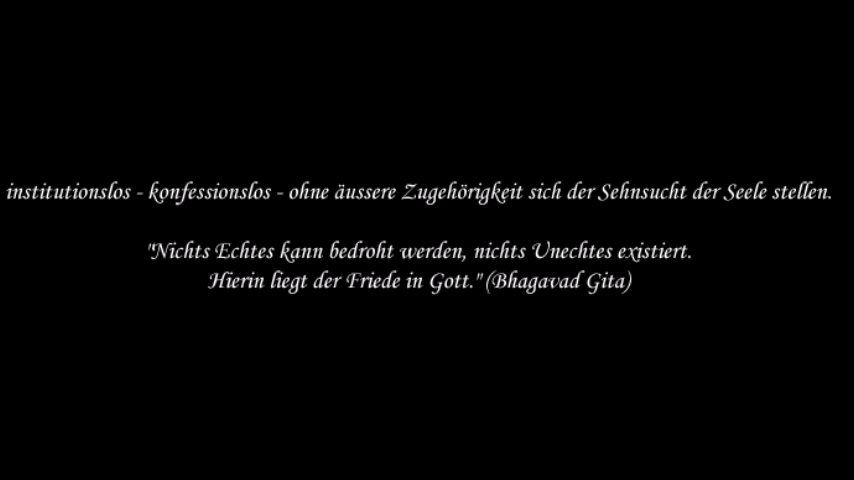 institutionslos - konfessionslos - ohne äussere Zugehörigkeit sich der Sehnsucht der Seele stellen.
"Nichts Echtes kann bedroht werden, nichts Unechtes existiert.
Hierin liegt der Friede in Gott." (Bhagavad Gita)